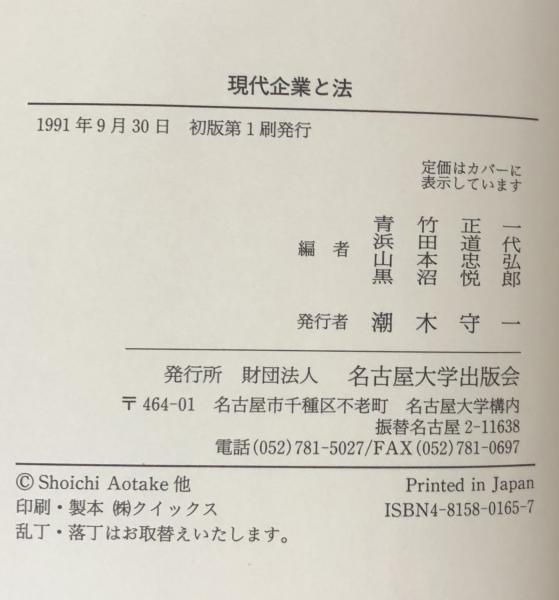 現代企業と法
1991年9月30日 初版第1刷発行
定価はカバーに
表示しています
編者
青竹正一
浜田道代
山本忠弘
黒沼悦郎
発行者 潮木守一
発行所 財団法人 名古屋大学出版会
〒464-01 名古屋市千種区不老町 名古屋大学構内
振替名古屋2-11638
電話(052)781-5027/FAX(052)781-0697
© Shoichi Aotake 他 Printed in Japan
印刷・製本 ㈱クイックス ISBN4-8158-0165-7
乱丁・落丁はお取替えいたします。